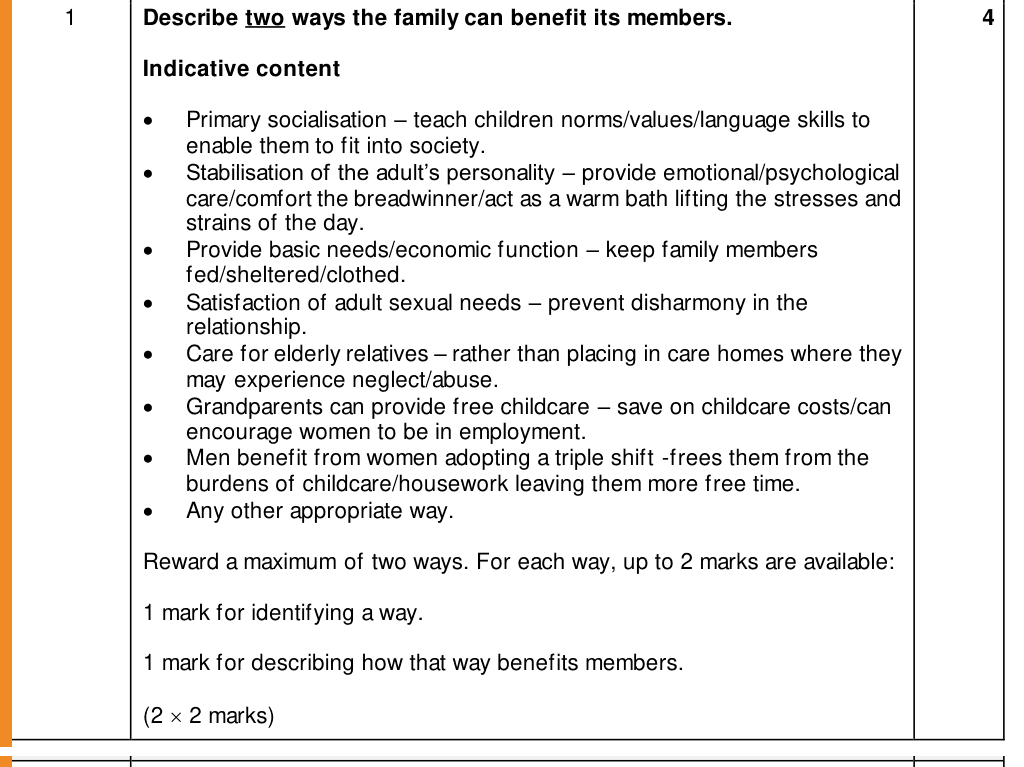 1 Describe two ways the family can benefit its members. 4
Indicative content
• Primary socialisation – teach children norms/values/language skills to
enable them to fit into society.
• Stabilisation of the adult's personality – provide emotional/psychological
care/comfort the breadwinner/act as a warm bath lifting the stresses and
strains of the day.
• Provide basic needs/economic function – keep family members
fed/sheltered/clothed.
• Satisfaction of adult sexual needs – prevent disharmony in the
relationship.
• Care for elderly relatives – rather than placing in care homes where they
may experience neglect/abuse.
• Grandparents can provide free childcare – save on childcare costs/can
encourage women to be in employment.
• Men benefit from women adopting a triple shift -frees them from the
burdens of childcare/housework leaving them more free time.
• Any other appropriate way.
Reward a maximum of two ways. For each way, up to 2 marks are available:
1 mark for identifying a way.
1 mark for describing how that way benefits members.
(2 × 2 marks)